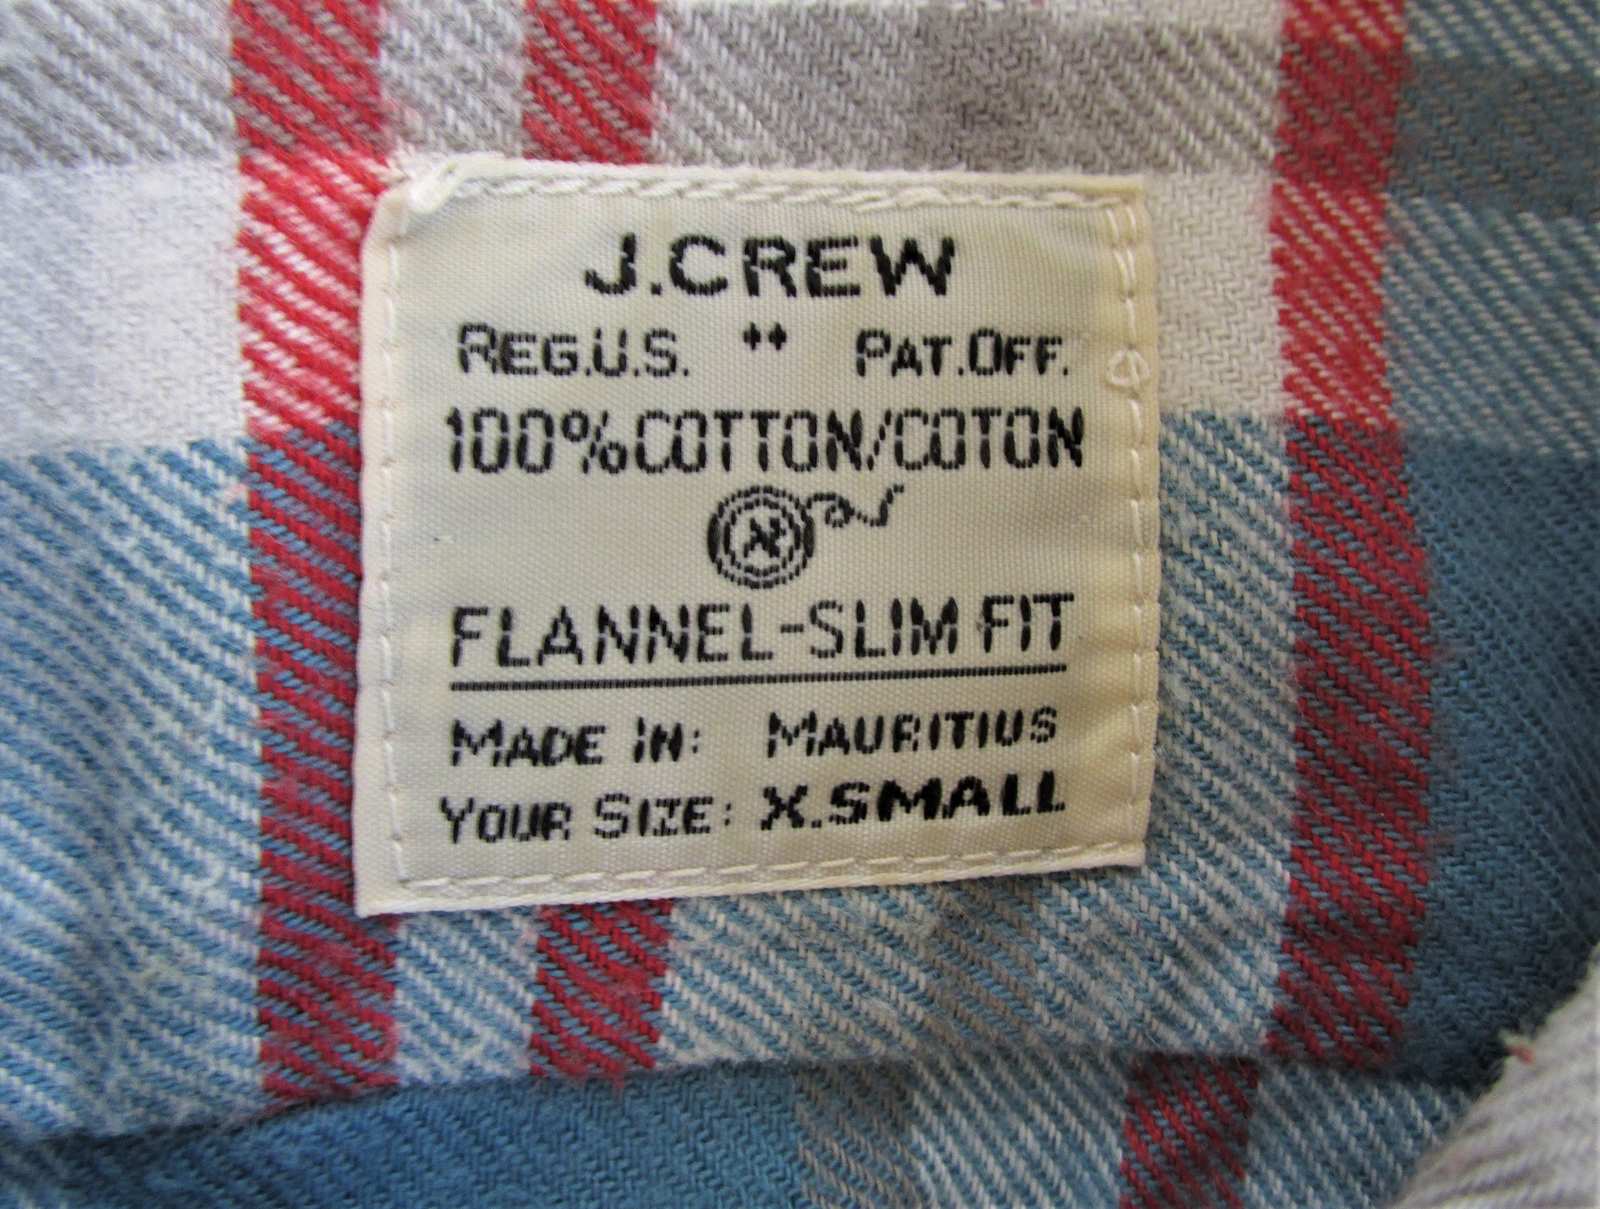 J.CREW
REG.U.S. PAT.OFF.
100%COTTON/COTON
FLANNEL-SLIM FIT
MADE IN: MAURITIUS
YOUR SIZE: X.SMALL